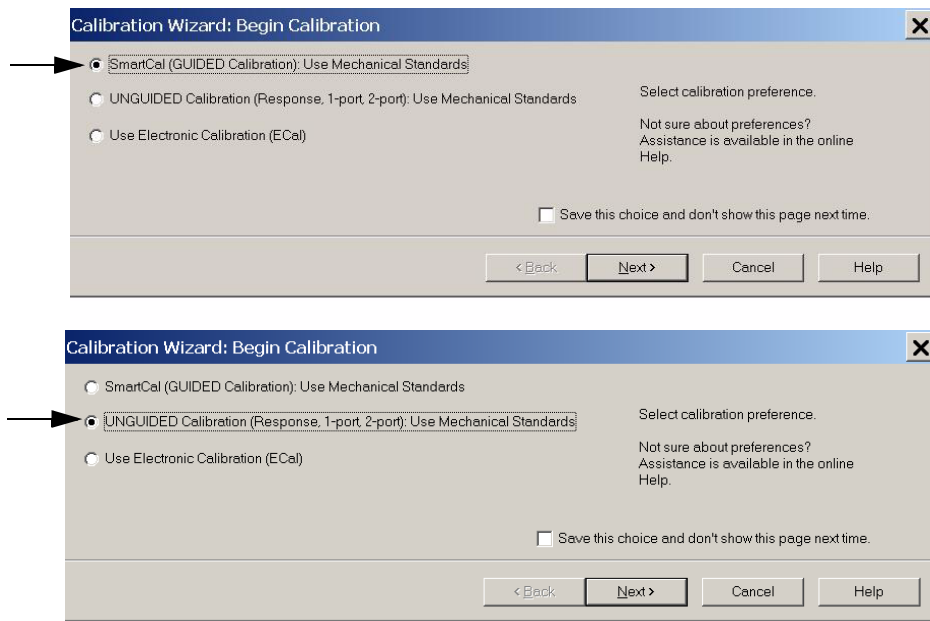 Calibration Wizard: Begin Calibration
SmartCal (GUIDED Calibration): Use Mechanical Standards
UNGUIDED Calibration (Response, 1-port, 2-port): Use Mechanical Standards
Use Electronic Calibration (ECal)
Select calibration preference.
Not sure about preferences?
Assistance is available in the online
Help.
Save this choice and don't show this page next time.
< Back
Next >
Cancel
Help
Calibration Wizard: Begin Calibration
SmartCal (GUIDED Calibration): Use Mechanical Standards
UNGUIDED Calibration (Response, 1-port, 2-port): Use Mechanical Standards
Use Electronic Calibration (ECal)
Select calibration preference.
Not sure about preferences?
Assistance is available in the online
Help.
Save this choice and don't show this page next time.
< Back
Next >
Cancel
Help